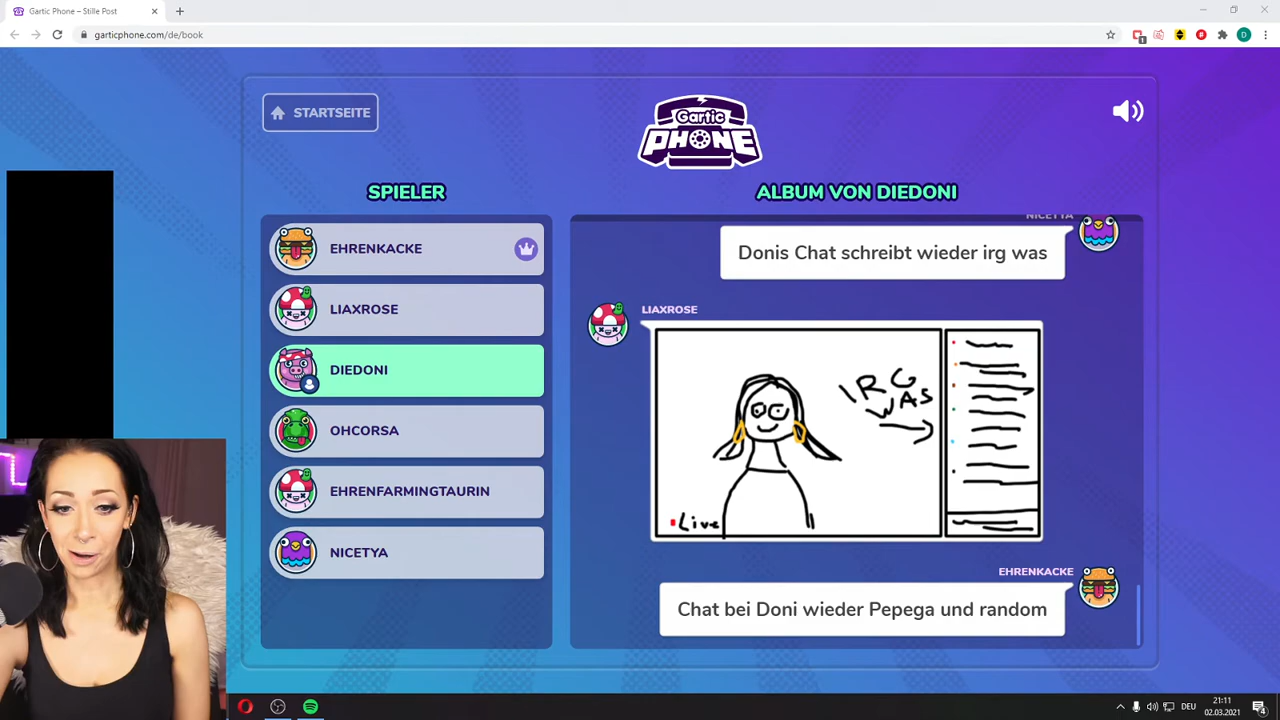 Gartic Phone – Stille Post
garticphone.com/de/book
1
D
STARTSEITE
Gartic
PHONE
SPIELER
ALBUM VON DIEDONI
EHRENKACKE
LIAXROSE
DIEDONI
OHCORSA
EHRENFARMINGTAURIN
NICETYA
NICETYA
Donis Chat schreibt wieder irg was
LIAXROSE
IRG
WAS
Live
EHRENKACKE
Chat bei Doni wieder Pepega und random
DEU
21:11
02.03.2021
4